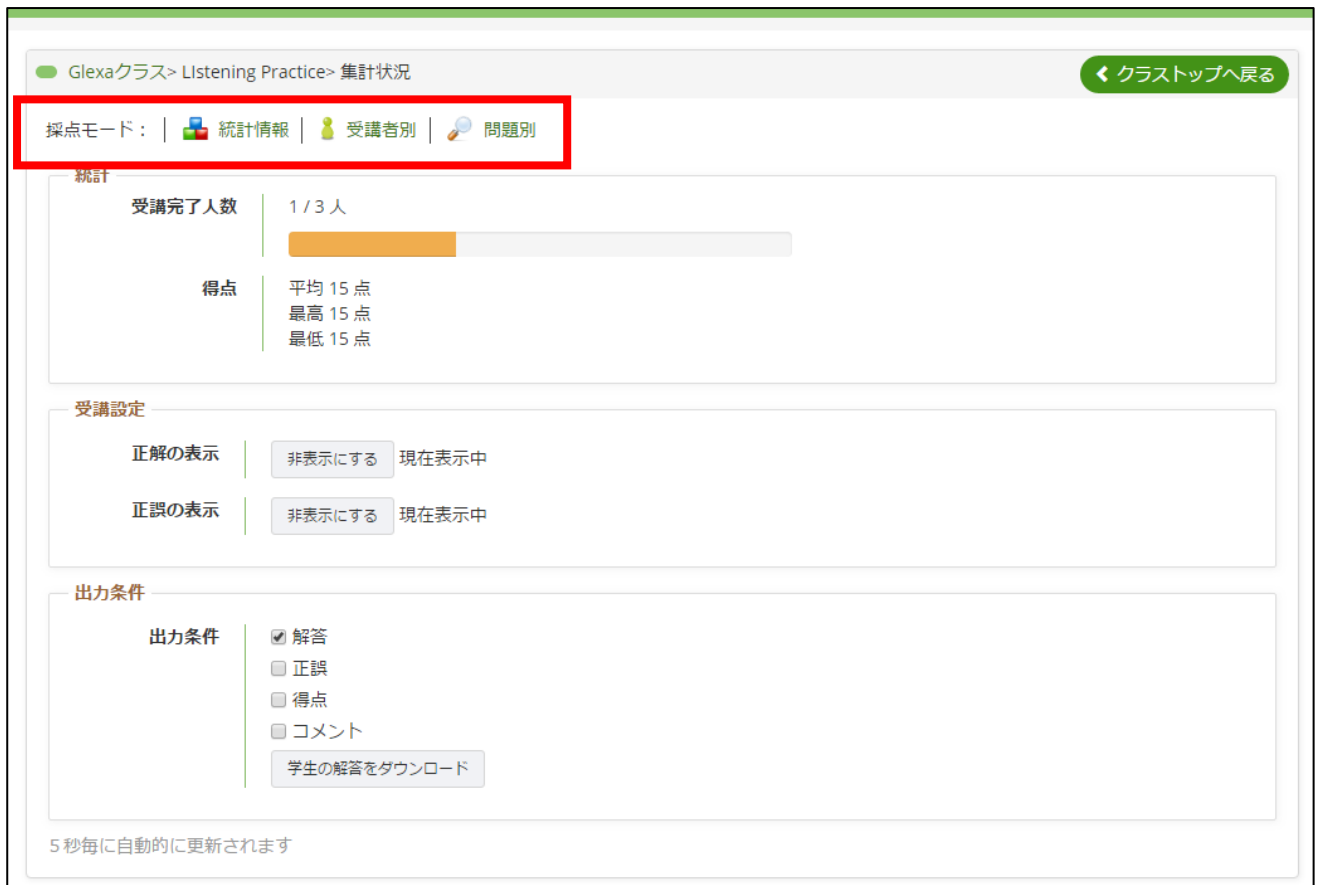 Glexaクラス> LIstening Practice> 集計状況
クラストップへ戻る
採点モード： | 統計情報 | 受講者別 | 問題別
統計
受講完了人数 1 / 3 人
得点 平均 15 点
最高 15 点
最低 15 点
受講設定
正解の表示 非表示にする 現在表示中
正誤の表示 非表示にする 現在表示中
出力条件
出力条件 解答
正誤
得点
コメント
学生の解答をダウンロード
5秒毎に自動的に更新されます